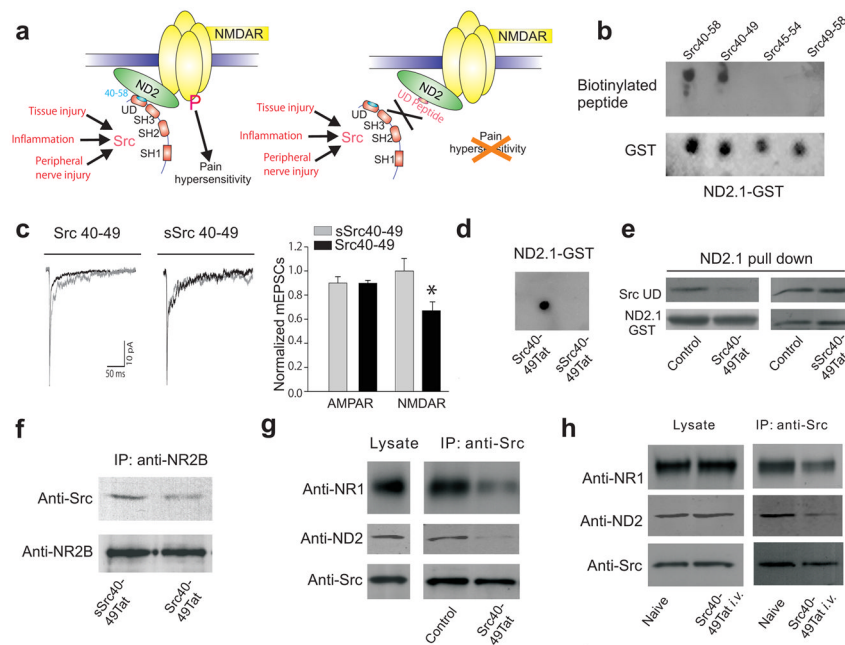 a
NMDAR
ND2
40-58
UD
SH3
SH2
SH1
P
Tissue injury
Inflammation
Src
Peripheral
nerve injury
Pain
hypersensitivity
NMDAR
ND2
UD Peptide
UD
SH3
SH2
SH1
Tissue injury
Inflammation
Src
Peripheral
nerve injury
Pain
hypersensitivity
b
Src40-58
Src40-49
Src45-54
Src49-58
Biotinylated
peptide
GST
ND2.1-GST
c
Src 40-49
sSrc 40-49
10 pA
50 ms
sSrc40-49
Src40-49
Normalized mEPSCs
1.2
1.0
0.8
0.6
0.4
0.2
0.0
*
AMPAR
NMDAR
d
ND2.1-GST
Src40-
49Tat
sSrc40-
49Tat
e
ND2.1 pull down
Src UD
ND2.1
GST
Control
Src40-
49Tat
Control
sSrc40-
49Tat
f
IP: anti-NR2B
Anti-Src
Anti-NR2B
sSrc40-
49Tat
Src40-
49Tat
g
Lysate
IP: anti-Src
Anti-NR1
Anti-ND2
Anti-Src
Control
Src40-
49Tat
h
Lysate
IP: anti-Src
Anti-NR1
Anti-ND2
Anti-Src
Naive
Src40-
49Tat i.v.
Naive
Src40-
49Tat i.v.